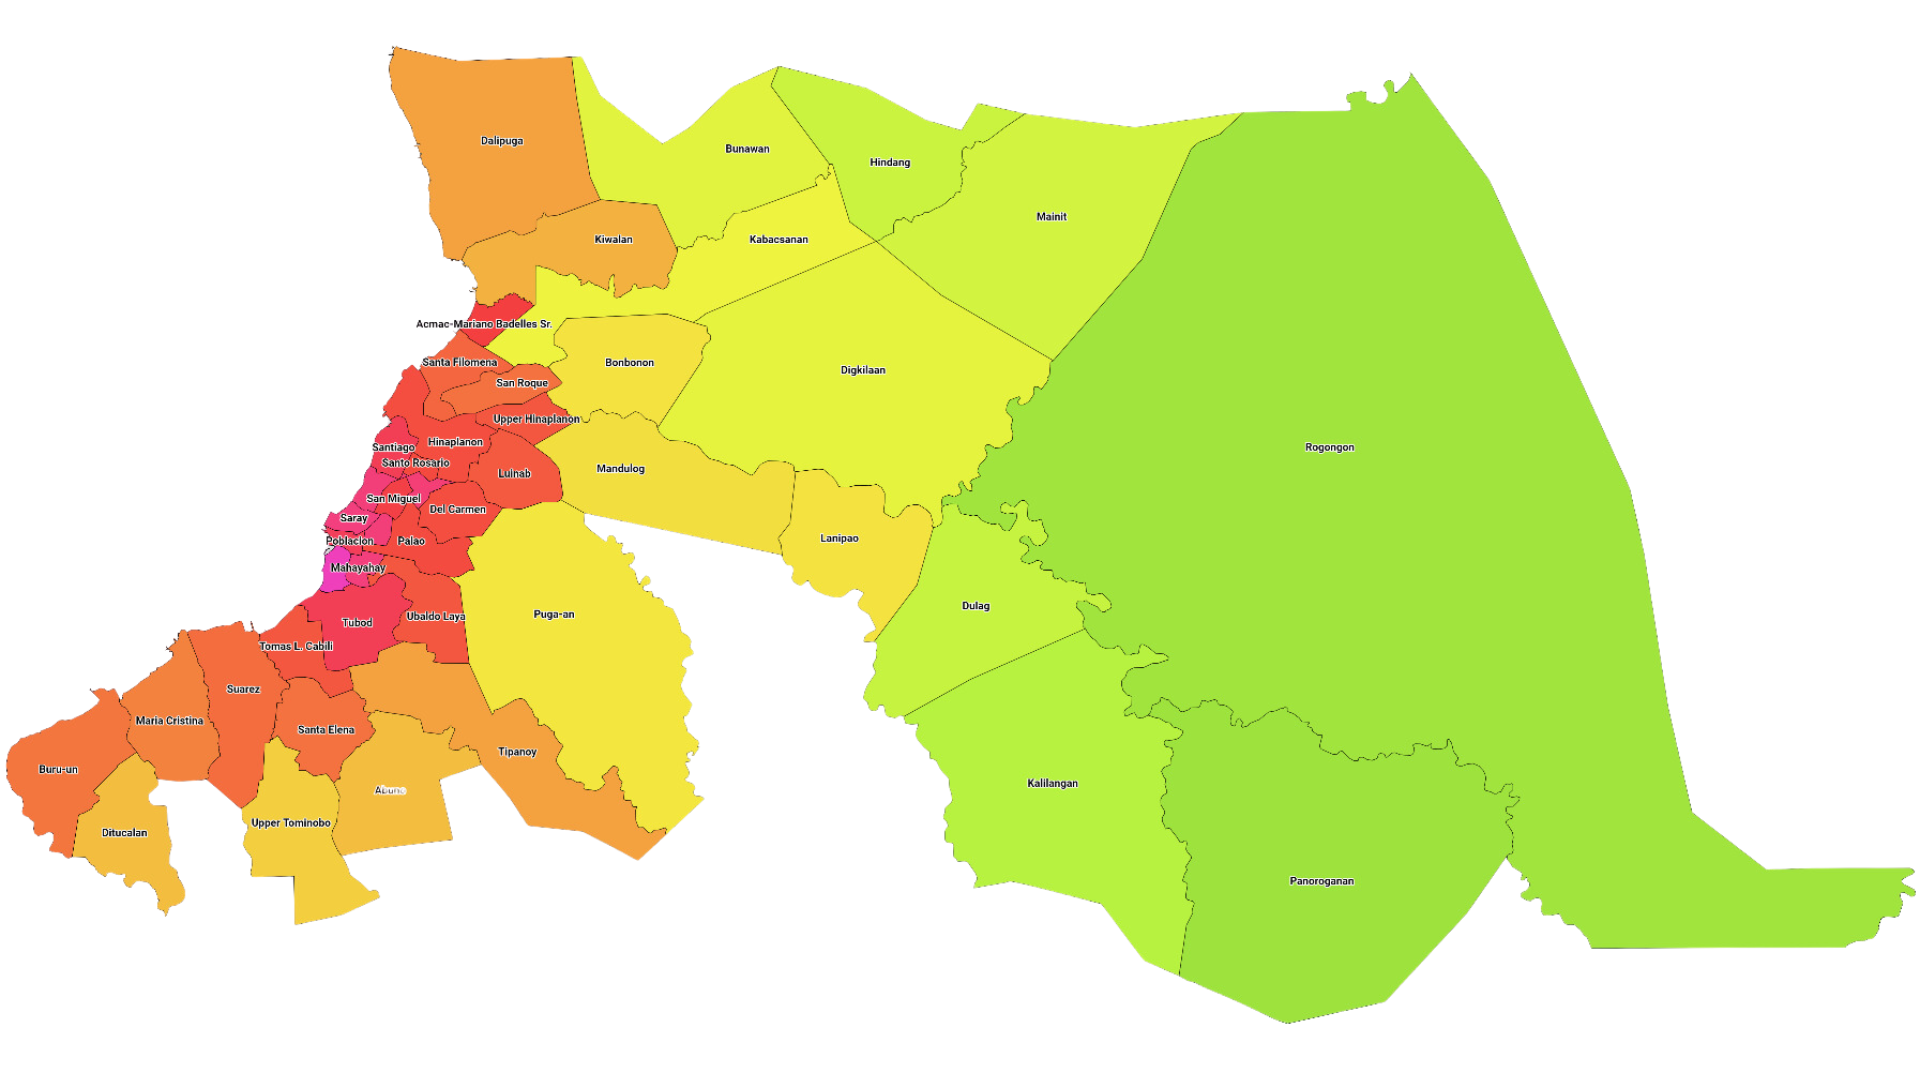 Dalipuga
Bunawan
Hindang
Mainit
Kiwalan
Kabacsanan
Acmac-Mariano Badelles Sr.
Santa Filomena
Bonbonon
Digkilaan
San Roque
Upper Hinaplanon
Hinaplanon
Santiago
Rogongon
Santo Rosario
Mandulog
Luinab
San Miguel
Del Carmen
Saray
Poblacion
Palao
Lanipao
Mahayahay
Dulag
Puga-an
Ubaldo Laya
Tubod
Tomas L. Cabili
Suarez
Maria Cristina
Santa Elena
Tipanoy
Buru-un
Kalilangan
Abuno
Upper Tominobo
Ditucalan
Panoroganan